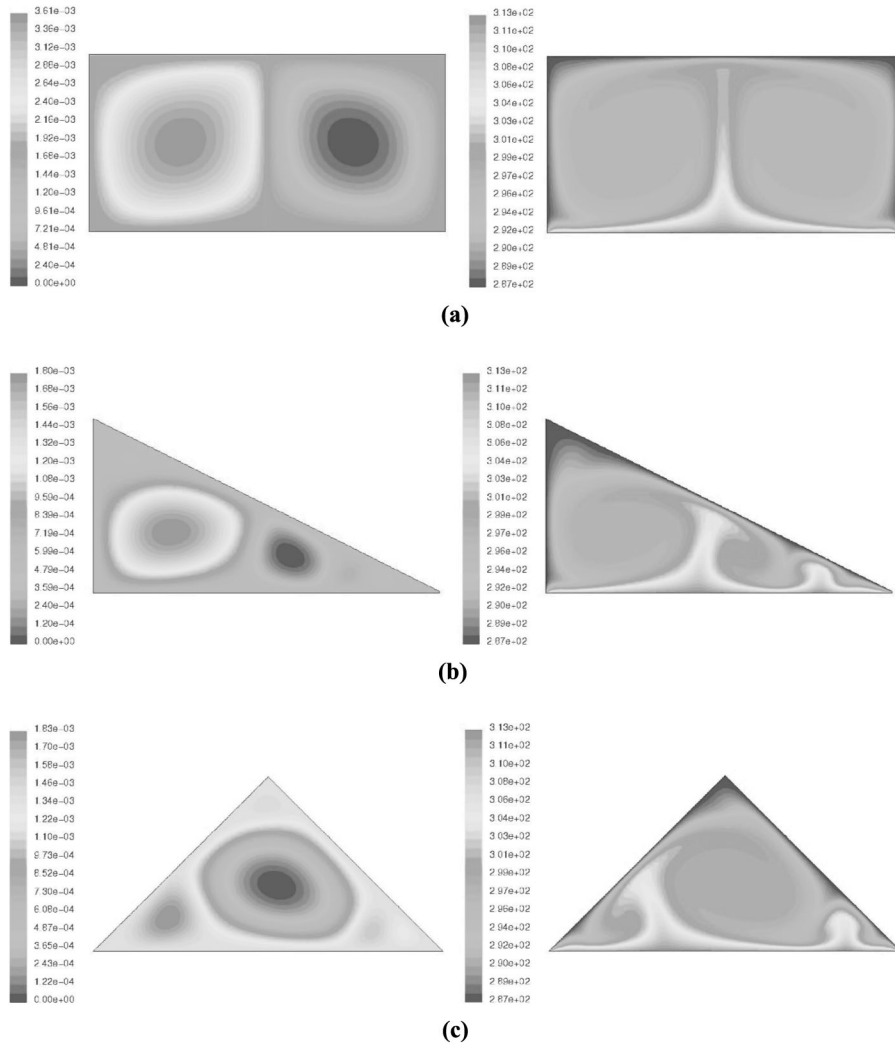 3.61e-03
3.36e-03
3.12e-03
2.88e-03
2.64e-03
2.40e-03
2.16e-03
1.92e-03
1.68e-03
1.44e-03
1.20e-03
9.61e-04
7.21e-04
4.81e-04
2.40e-04
0.00e+00
3.13e+02
3.11e+02
3.10e+02
3.08e+02
3.06e+02
3.04e+02
3.03e+02
3.01e+02
2.99e+02
2.97e+02
2.96e+02
2.94e+02
2.92e+02
2.90e+02
2.89e+02
2.87e+02
(a)
1.80e-03
1.68e-03
1.56e-03
1.44e-03
1.32e-03
1.20e-03
1.08e-03
9.59e-04
8.39e-04
7.19e-04
5.99e-04
4.79e-04
3.59e-04
2.40e-04
1.20e-04
0.00e+00
3.13e+02
3.11e+02
3.10e+02
3.08e+02
3.06e+02
3.04e+02
3.03e+02
3.01e+02
2.99e+02
2.97e+02
2.96e+02
2.94e+02
2.92e+02
2.90e+02
2.89e+02
2.87e+02
(b)
1.83e-03
1.70e-03
1.58e-03
1.46e-03
1.34e-03
1.22e-03
1.10e-03
9.73e-04
8.52e-04
7.30e-04
6.08e-04
4.87e-04
3.65e-04
2.43e-04
1.22e-04
0.00e+00
3.13e+02
3.11e+02
3.10e+02
3.08e+02
3.06e+02
3.04e+02
3.03e+02
3.01e+02
2.99e+02
2.97e+02
2.96e+02
2.94e+02
2.92e+02
2.90e+02
2.89e+02
2.87e+02
(c)